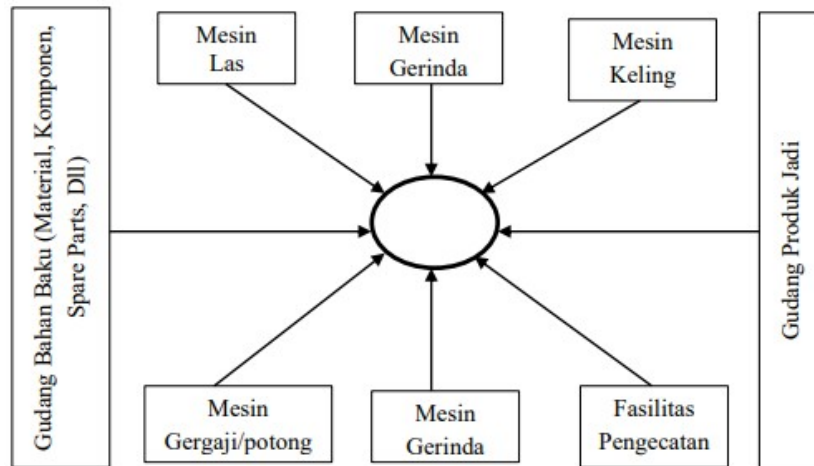 Gudang Bahan Baku (Material, Komponen,
Spare Parts, Dll)
Mesin
Las
Mesin
Gerinda
Mesin
Keling
Mesin
Gergaji/potong
Mesin
Gerinda
Fasilitas
Pengecatan
Gudang Produk Jadi